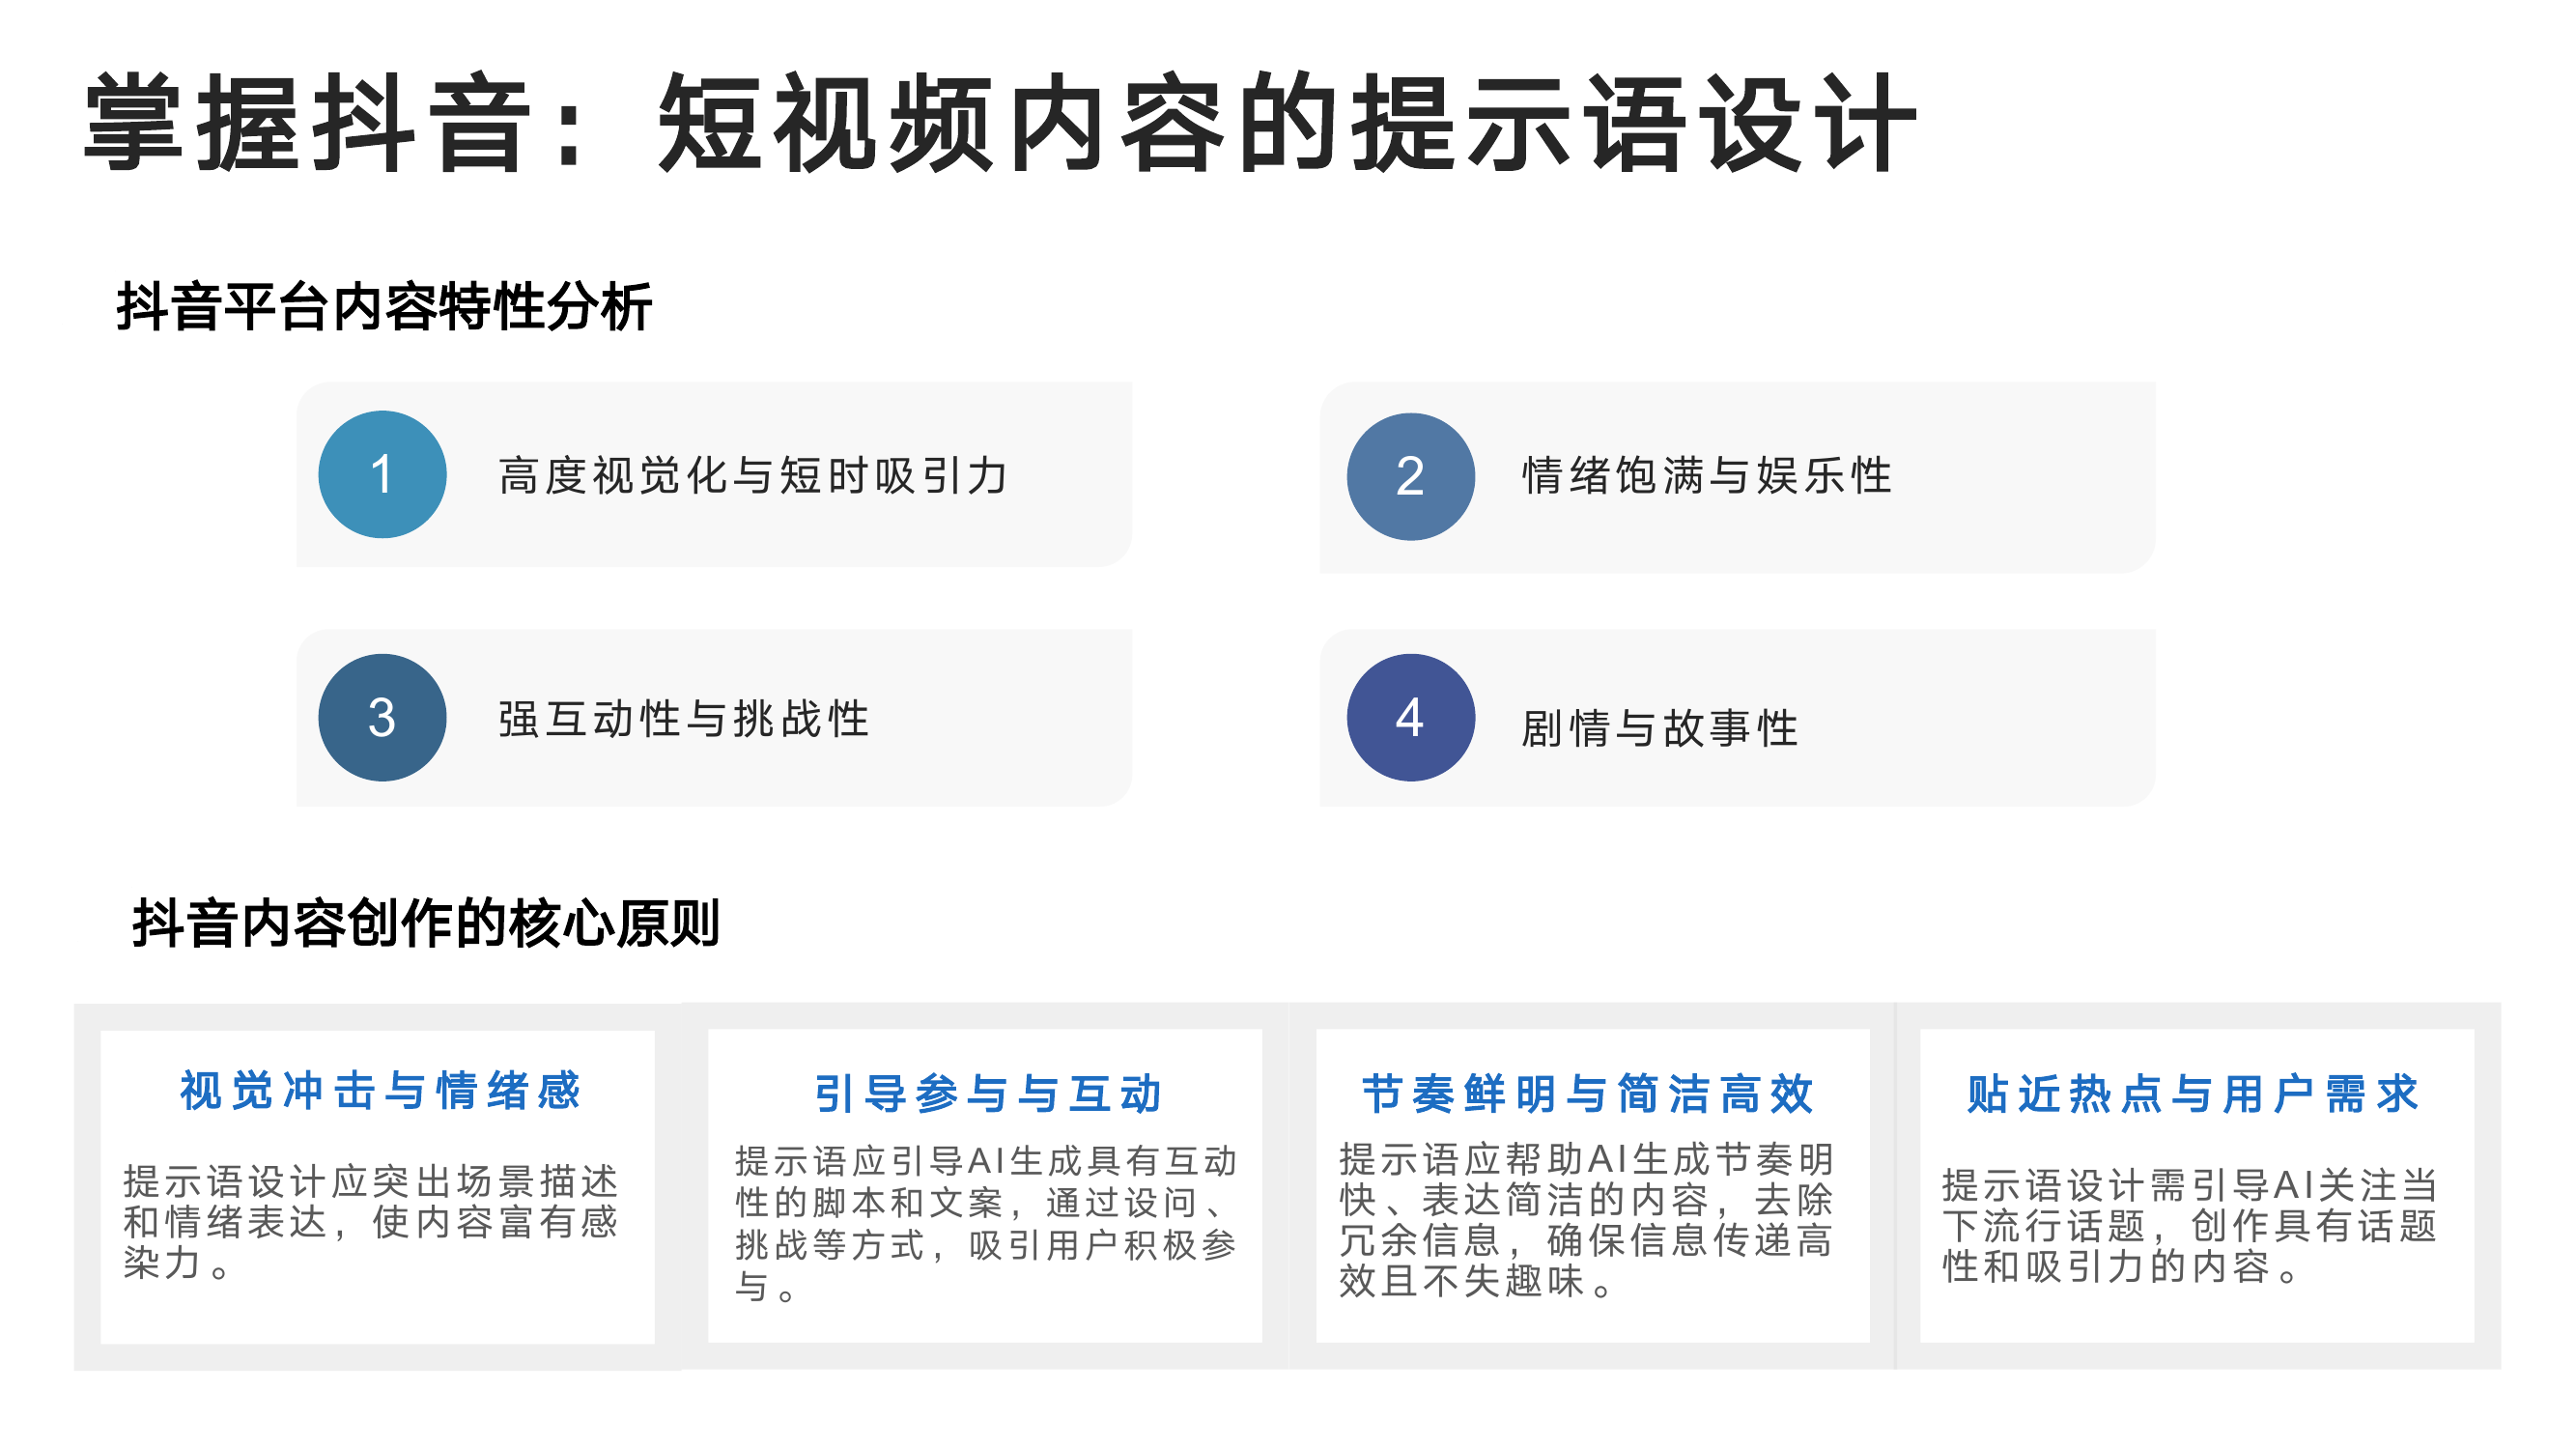 掌握抖音：短视频内容的提示语设计
抖音平台内容特性分析
1
高度视觉化与短时吸引力
2
情绪饱满与娱乐性
3
强互动性与挑战性
4
剧情与故事性
抖音内容创作的核心原则
视觉冲击与情绪感
提示语设计应突出场景描述
和情绪表达，使内容富有感
染力。
引导参与与互动
提示语应引导AI生成具有互动
性的脚本和文案，通过设问、
挑战等方式，吸引用户积极参
与。
节奏鲜明与简洁高效
提示语应帮助AI生成节奏明
快、表达简洁的内容，去除
冗余信息，确保信息传递高
效且不失趣味。
贴近热点与用户需求
提示语设计需引导AI关注当
下流行话题，创作具有话题
性和吸引力的内容。